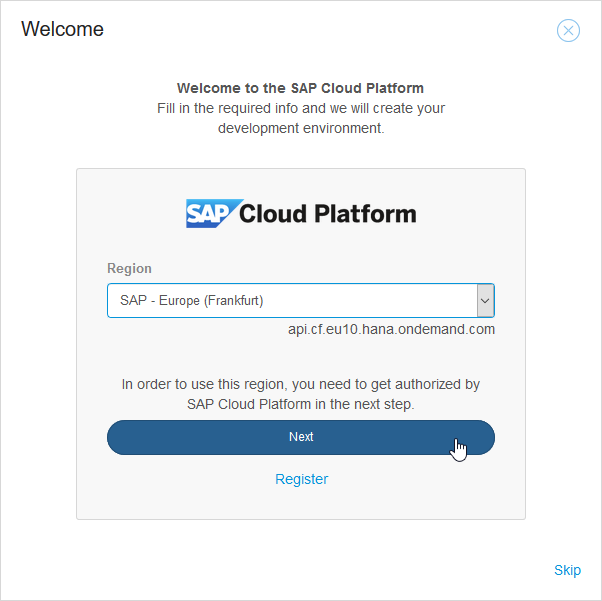 Welcome
Welcome to the SAP Cloud Platform
Fill in the required info and we will create your
development environment.
SAP Cloud Platform
Region
SAP - Europe (Frankfurt)
api.cf.eu10.hana.ondemand.com
In order to use this region, you need to get authorized by
SAP Cloud Platform in the next step.
Next
Register
Skip